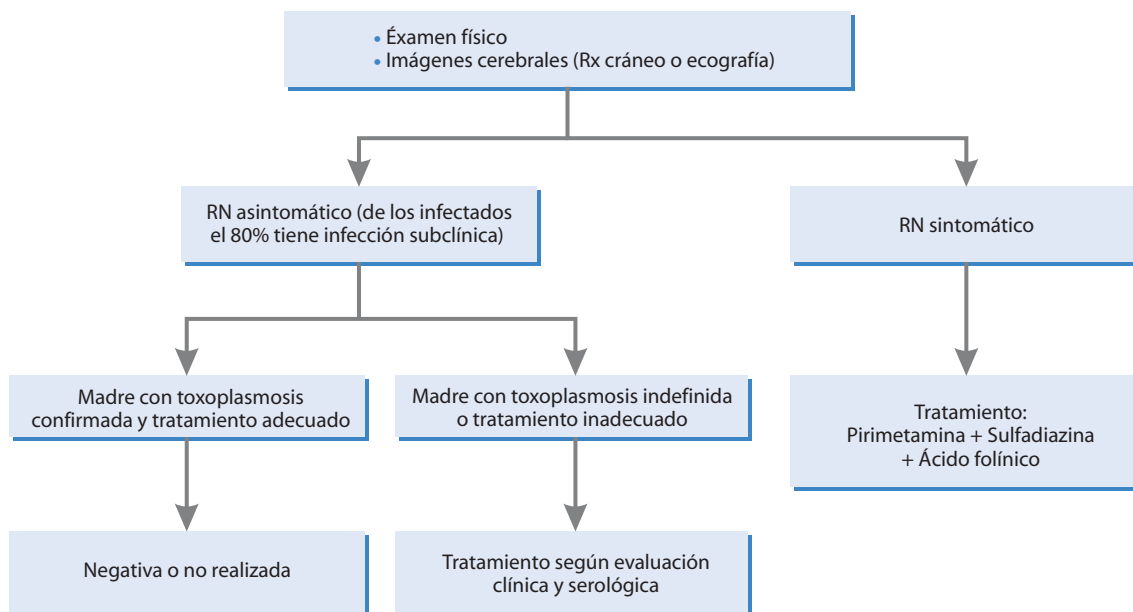 • Éxamen físico
• Imágenes cerebrales (Rx cráneo o ecografía)
RN asintomático (de los infectados
el 80% tiene infección subclínica)
RN sintomático
Madre con toxoplasmosis
confirmada y tratamiento adecuado
Madre con toxoplasmosis indefinida
o tratamiento inadecuado
Tratamiento:
Pirimetamina + Sulfadiazina
+ Ácido folínico
Negativa o no realizada
Tratamiento según evaluación
clínica y serológica